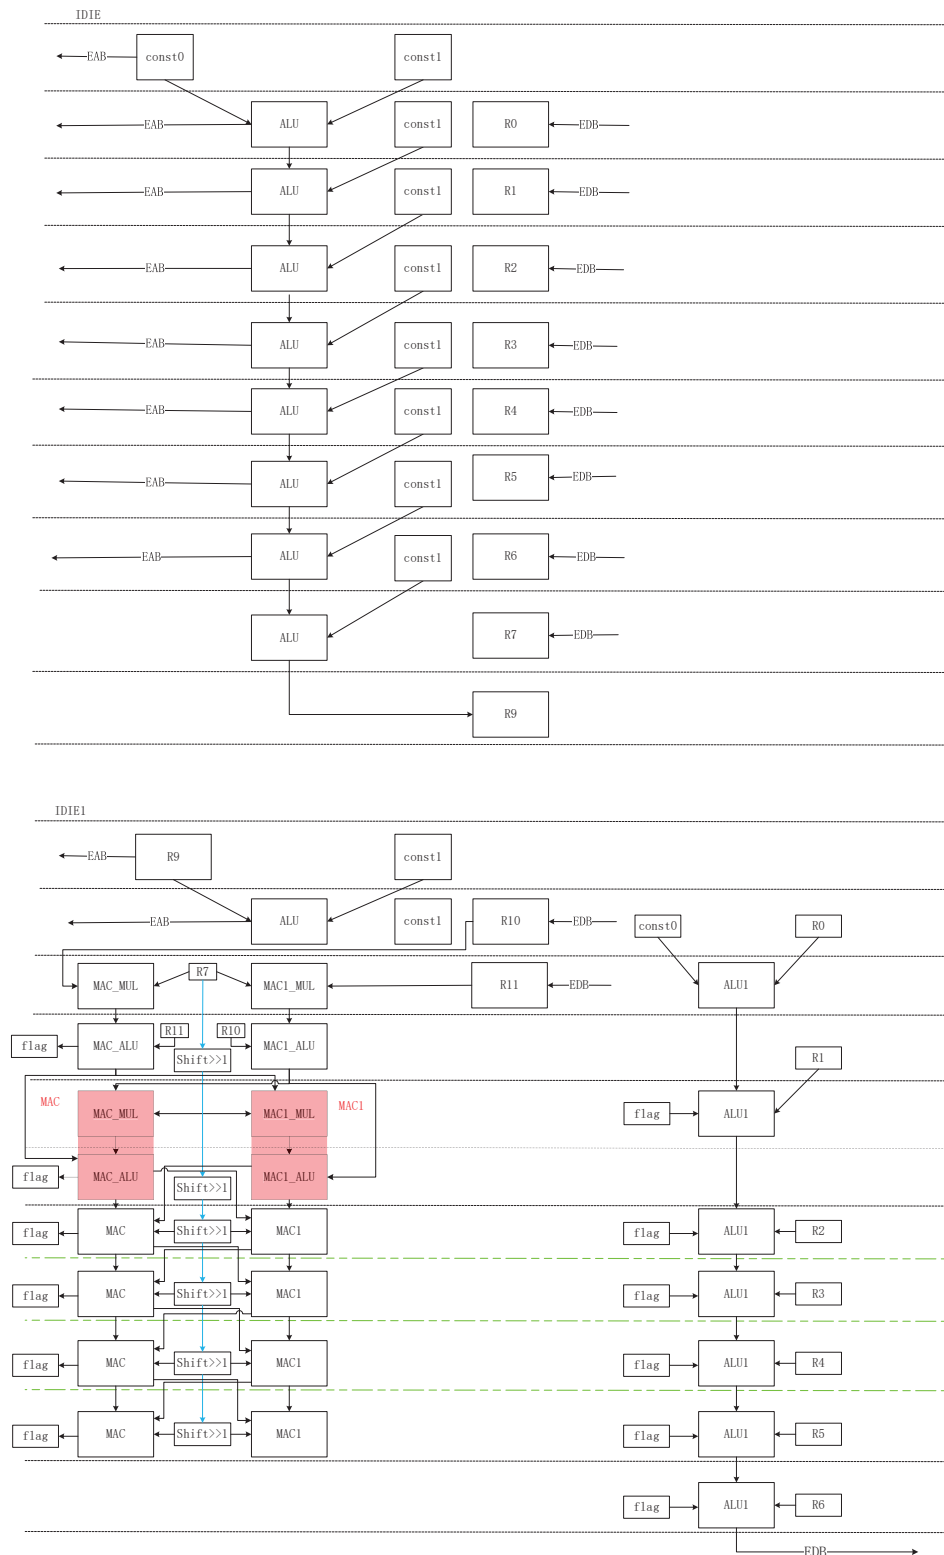 IDIE
EAB const0 const1
EAB ALU const1 R0 EDB
EAB ALU const1 R1 EDB
EAB ALU const1 R2 EDB
EAB ALU const1 R3 EDB
EAB ALU const1 R4 EDB
EAB ALU const1 R5 EDB
EAB ALU const1 R6 EDB
ALU R7 EDB
R9
IDIE1
EAB R9 const1
EAB ALU const1 R10 EDB const0 R0
MAC_MUL R7 MAC1_MUL R11 EDB ALU1
flag MAC_ALU R11 R10 MAC1_ALU
Shift>>1 R1
MAC MAC_MUL MAC1_MUL MAC1 flag ALU1
flag MAC_ALU MAC1_ALU
Shift>>1
flag MAC Shift>>1 MAC1 flag ALU1 R2
flag MAC Shift>>1 MAC1 flag ALU1 R3
flag MAC Shift>>1 MAC1 flag ALU1 R4
flag MAC Shift>>1 MAC1 flag ALU1 R5
flag ALU1 R6
EDB